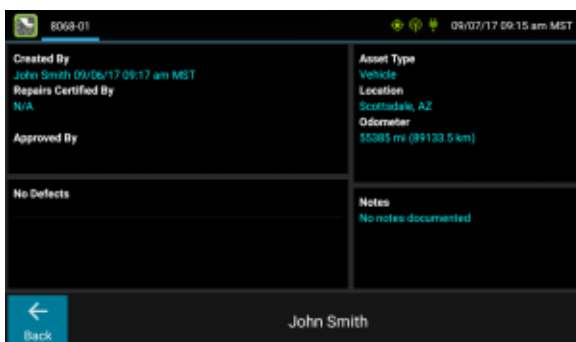 8068-01
09/07/17 09:15 am MST
Created By
John Smith 09/06/17 09:17 am MST
Repairs Certified By
N/A
Approved By
Asset Type
Vehicle
Location
Scottsdale, AZ
Odometer
55385 mi (89133.5 km)
No Defects
Notes
No notes documented
Back
John Smith